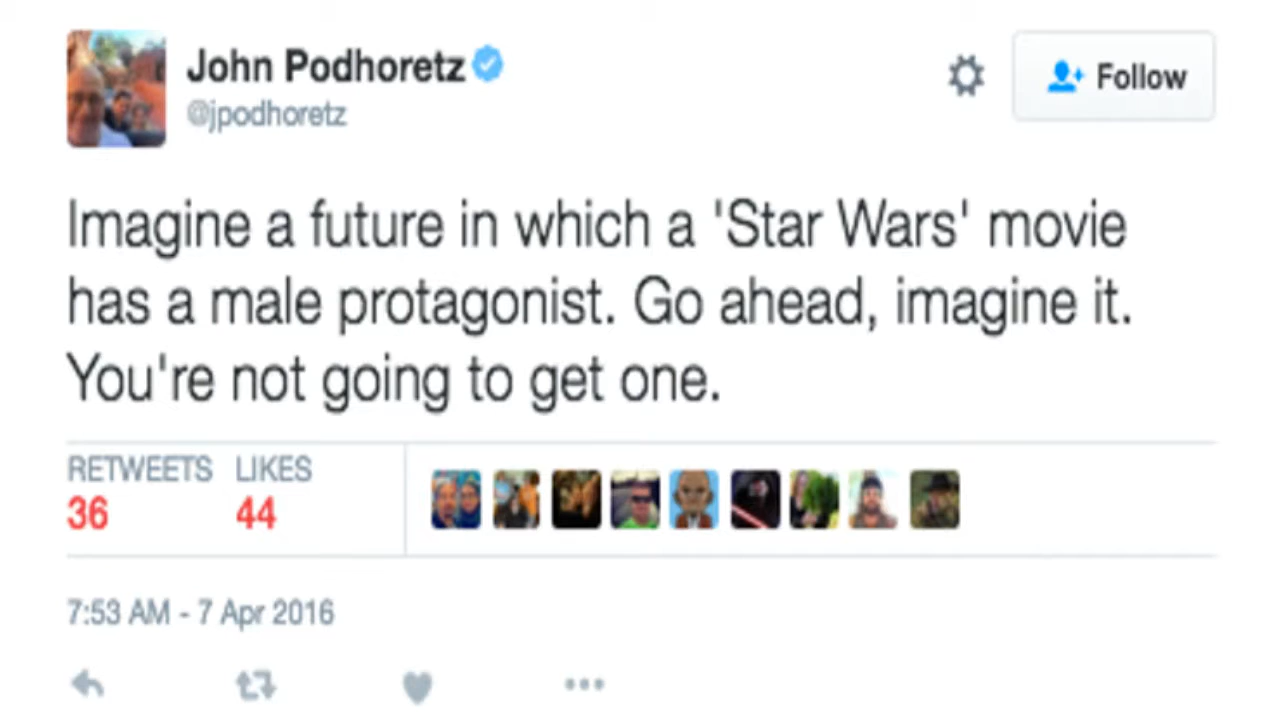 John Podhoretz
@jpodhoretz
Follow
Imagine a future in which a 'Star Wars' movie
has a male protagonist. Go ahead, imagine it.
You're not going to get one.
RETWEETS LIKES
36 44
7:53 AM - 7 Apr 2016